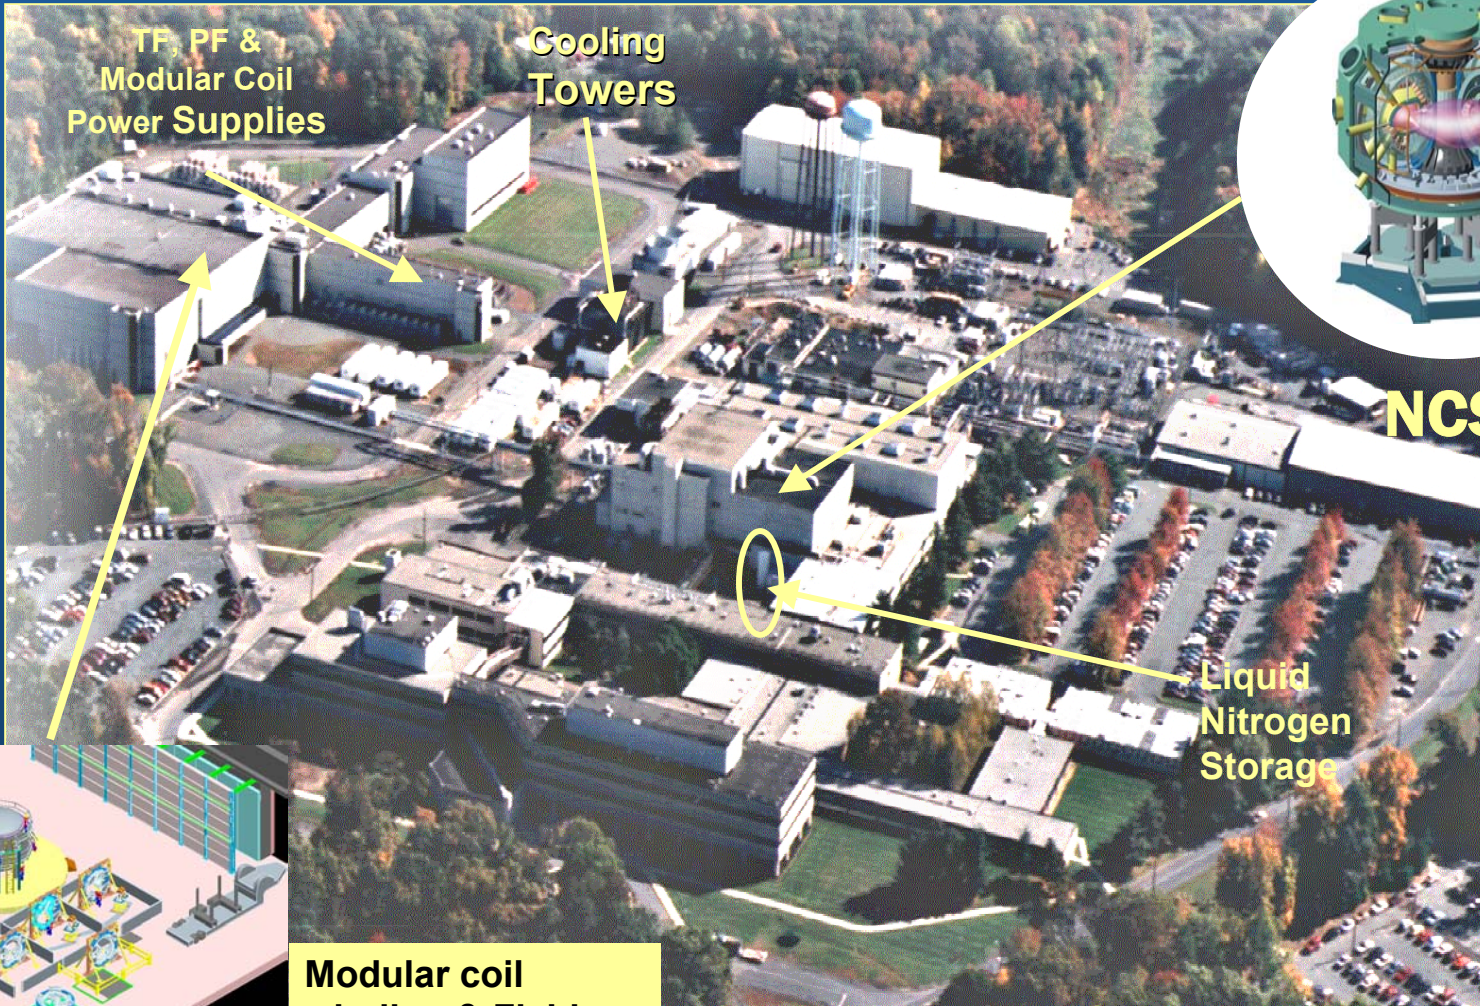 TF, PF &
Modular Coil
Power Supplies
Cooling
Towers
NCS
Liquid
Nitrogen
Storage
Modular coil